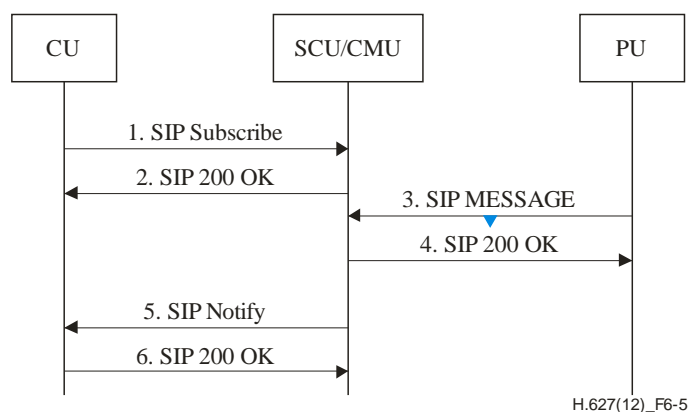 CU
SCU/CMU
PU
1. SIP Subscribe
2. SIP 200 OK
3. SIP MESSAGE
4. SIP 200 OK
5. SIP Notify
6. SIP 200 OK
H.627(12)_F6-5